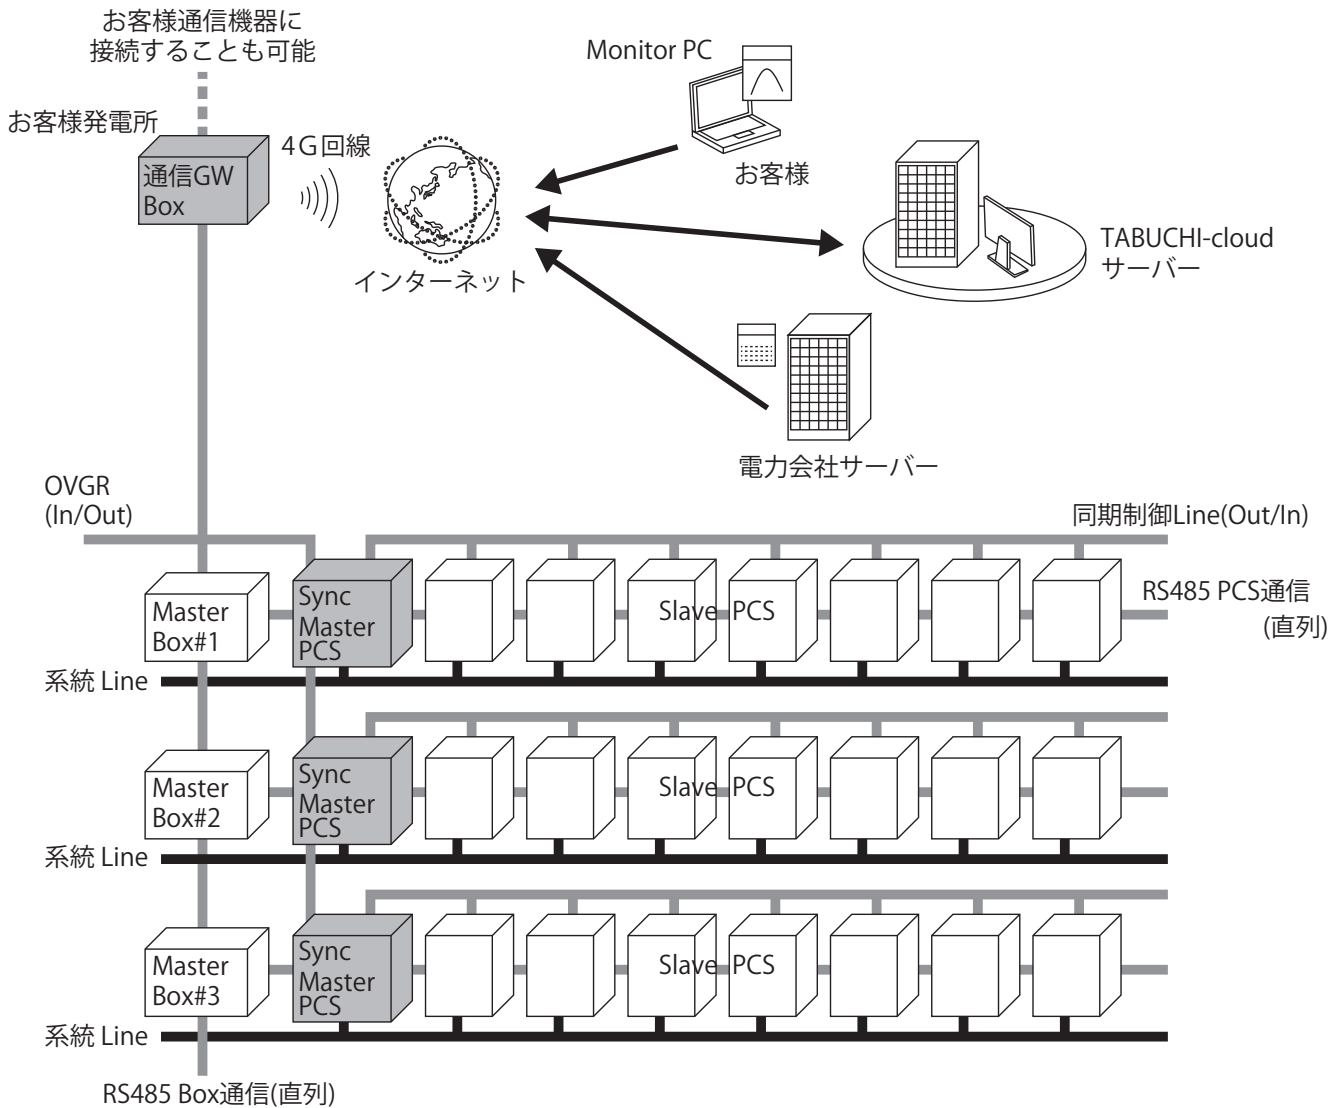 お客様通信機器に
接続することも可能
Monitor PC
お客様発電所
4G回線
通信GW
Box
お客様
TABUCHI-cloud
サーバー
インターネット
電力会社サーバー
OVGR
(In/Out)
同期制御Line(Out/In)
Master
Box#1
Sync
Master
PCS
Slave PCS
RS485 PCS通信
(直列)
系統 Line
Master
Box#2
Sync
Master
PCS
Slave PCS
系統 Line
Master
Box#3
Sync
Master
PCS
Slave PCS
系統 Line
RS485 Box通信(直列)